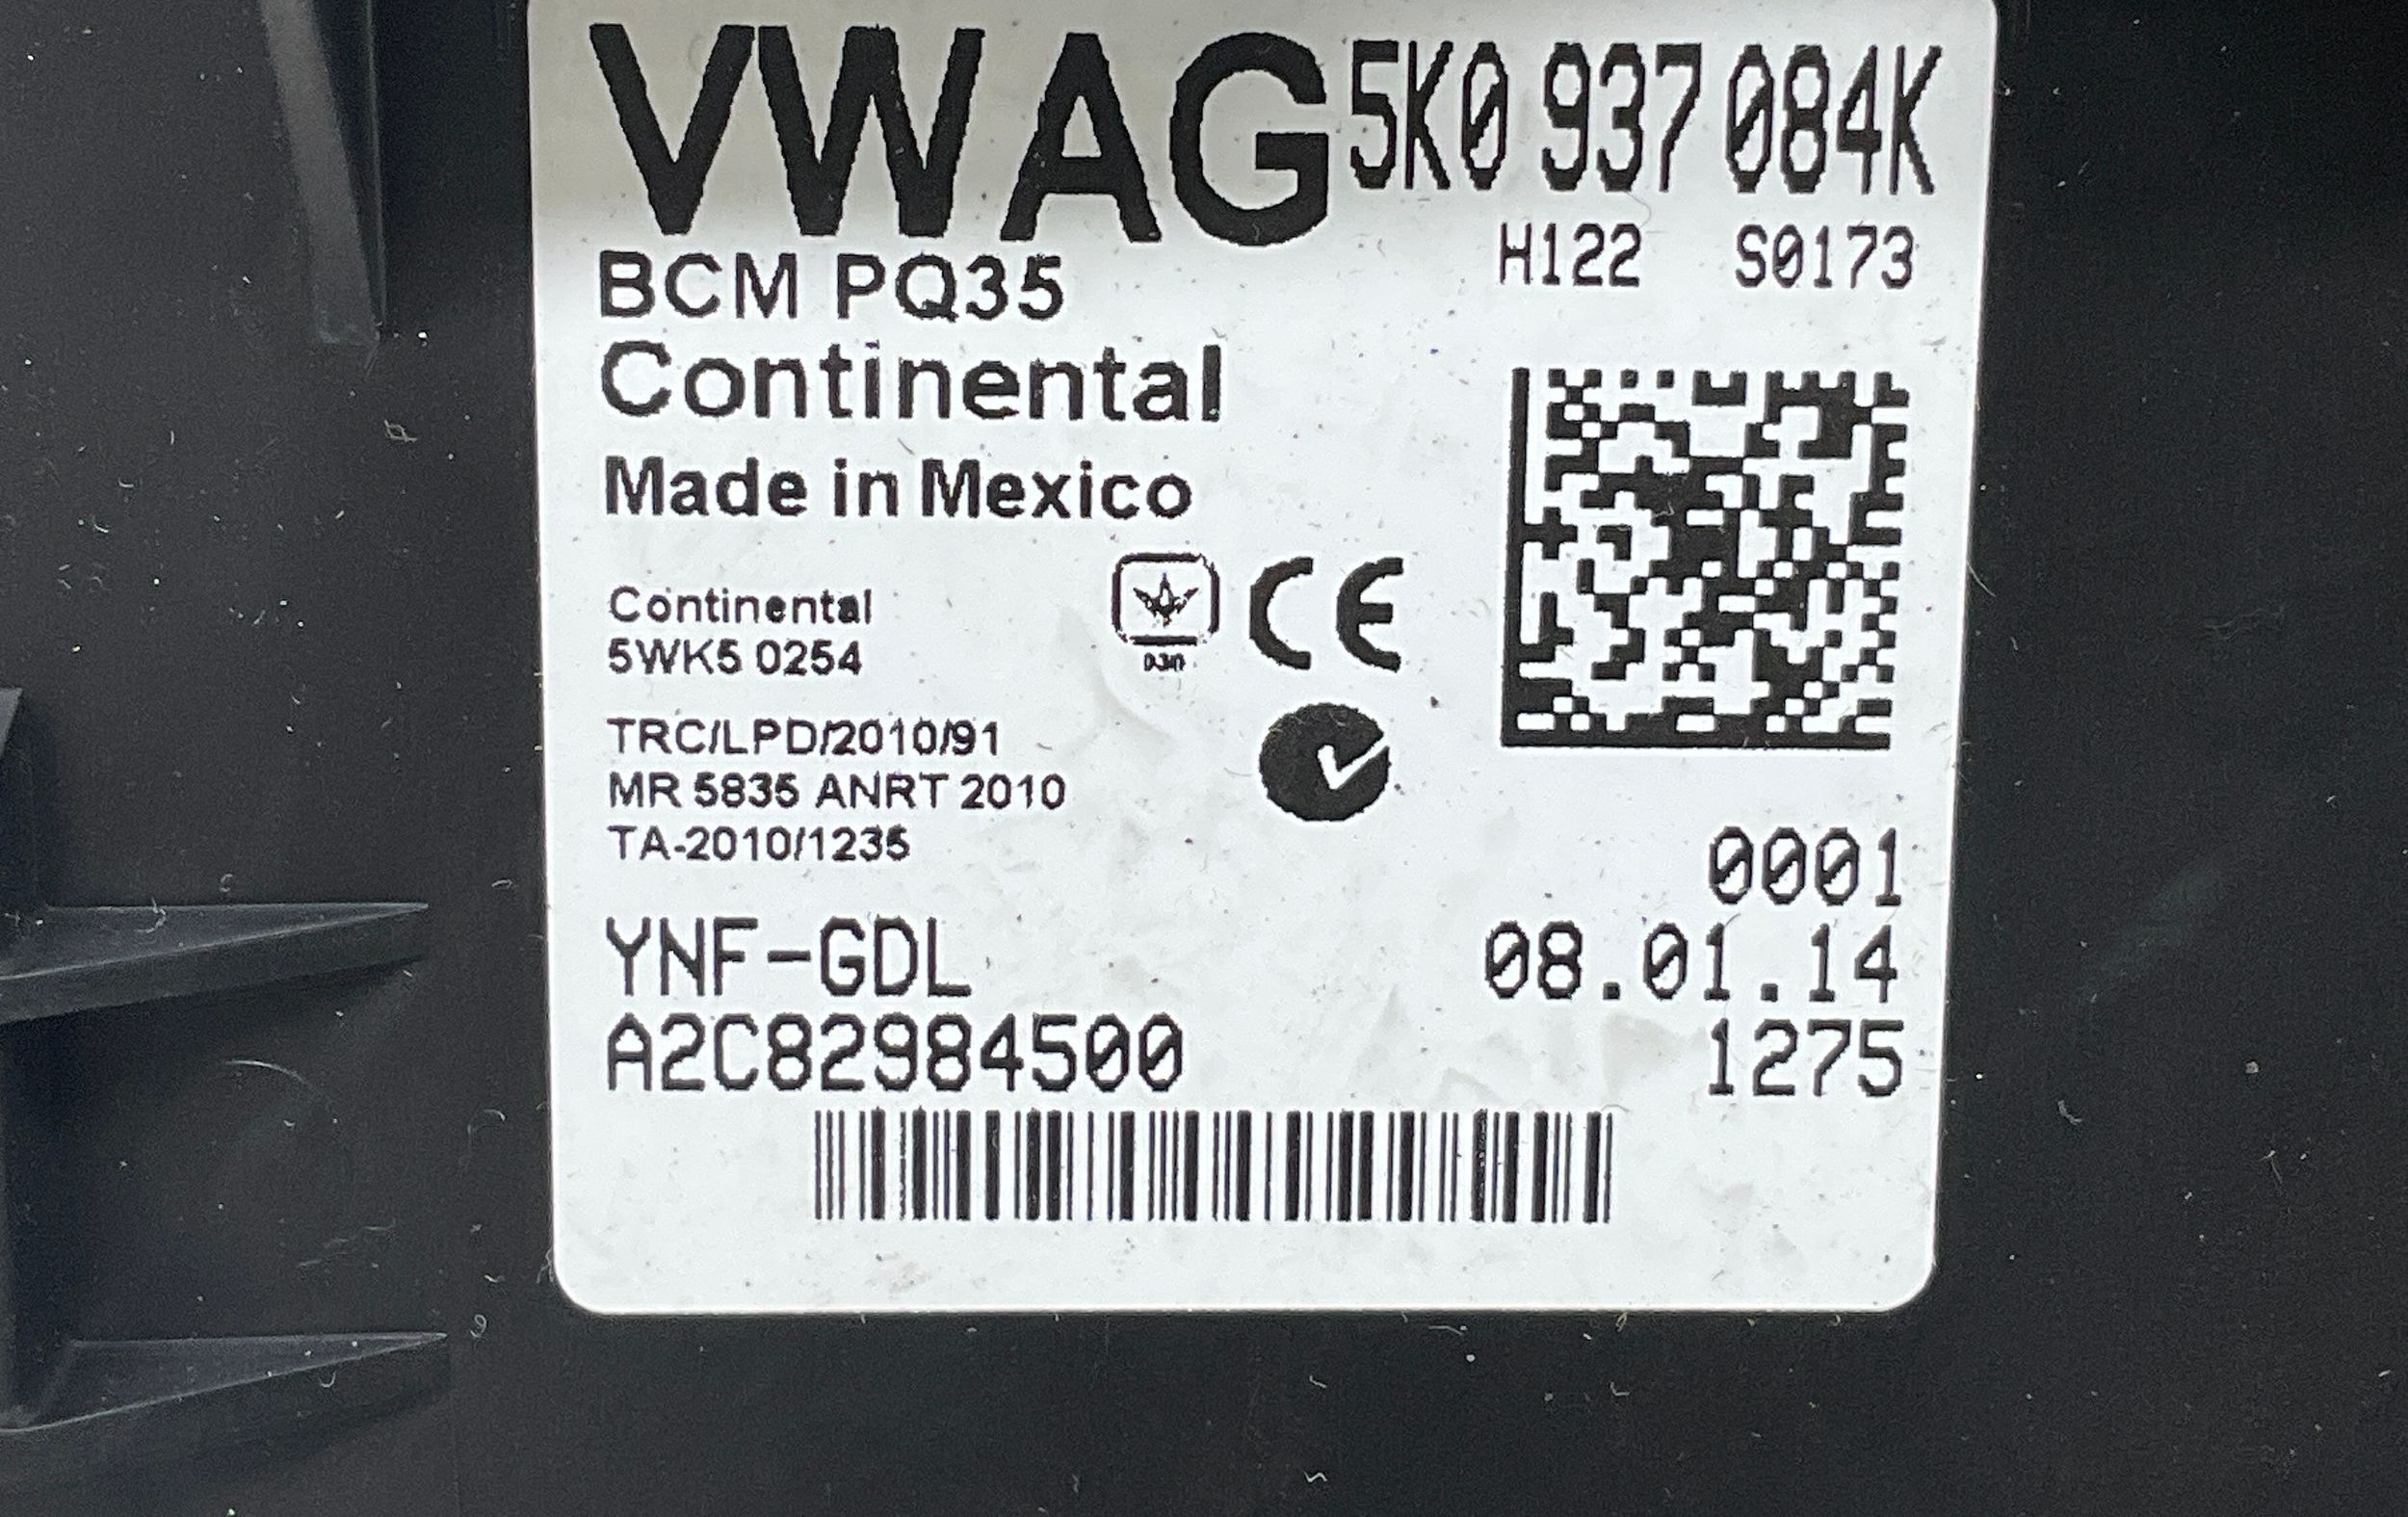 VWAG 5K0 937 084K
H122 S0173
BCM PQ35
Continental
Made in Mexico
Continental
5WK5 0254
CE
TRC/LPD/2010/91
MR 5835 ANRT 2010
TA-2010/1235
0001
YNF-GDL 08.01.14
A2C82984500 1275